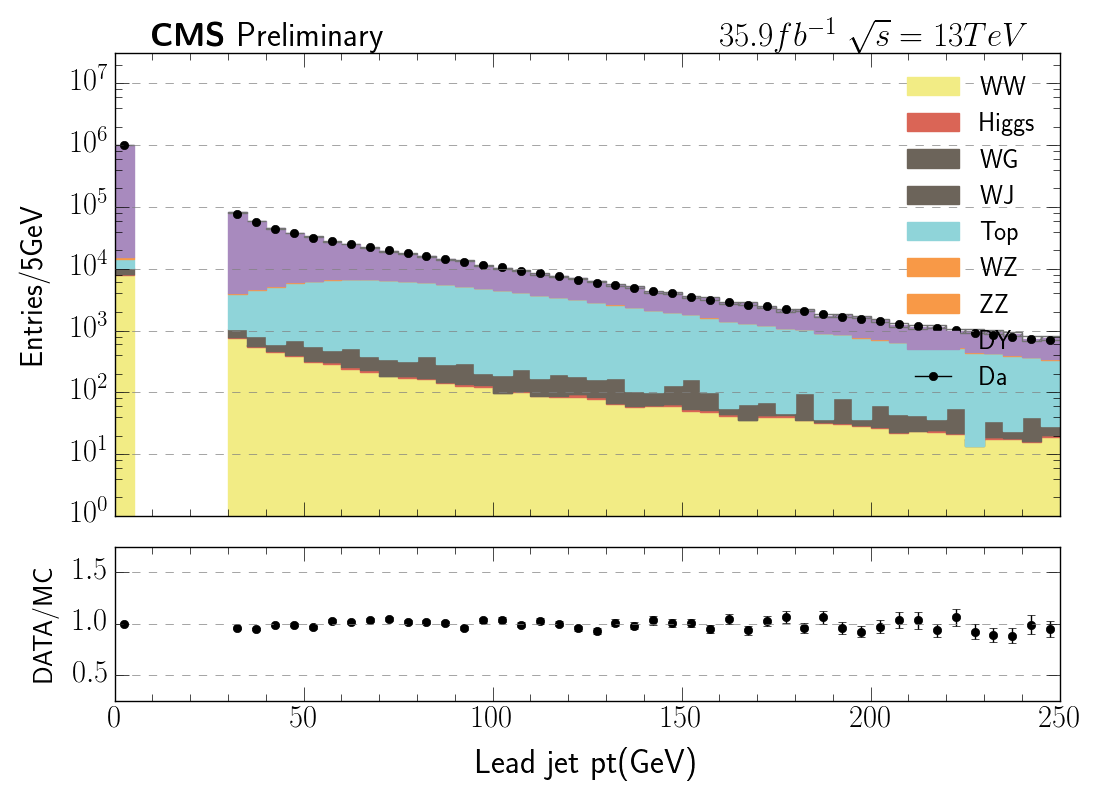 CMS Preliminary 35.9fb⁻¹ √s = 13TeV
Entries/5GeV
10⁷
10⁶
10⁵
10⁴
10³
10²
10¹
10⁰
WW
Higgs
WG
WJ
Top
WZ
ZZ
DY
Da
DATA/MC
1.5
1.0
0.5
0 50 100 150 200 250
Lead jet pt(GeV)